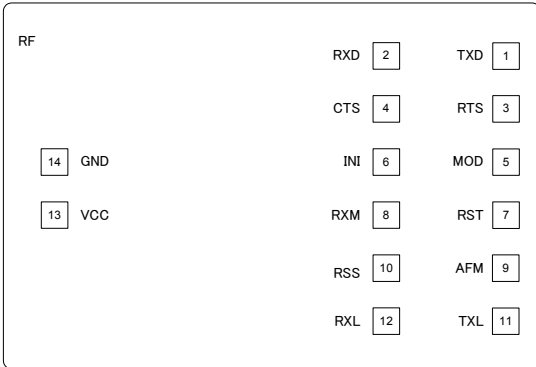 RF
RXD 2 TXD 1
CTS 4 RTS 3
14 GND INI 6 MOD 5
13 VCC RXM 8 RST 7
RSS 10 AFM 9
RXL 12 TXL 11